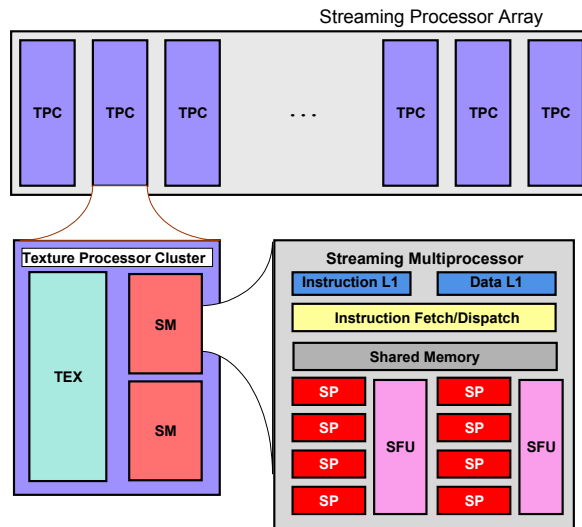 Streaming Processor Array
TPC TPC TPC . . . TPC TPC TPC
Texture Processor Cluster
TEX
SM
SM
Streaming Multiprocessor
Instruction L1 Data L1
Instruction Fetch/Dispatch
Shared Memory
SP SP
SP SP
SFU SFU
SP SP
SP SP